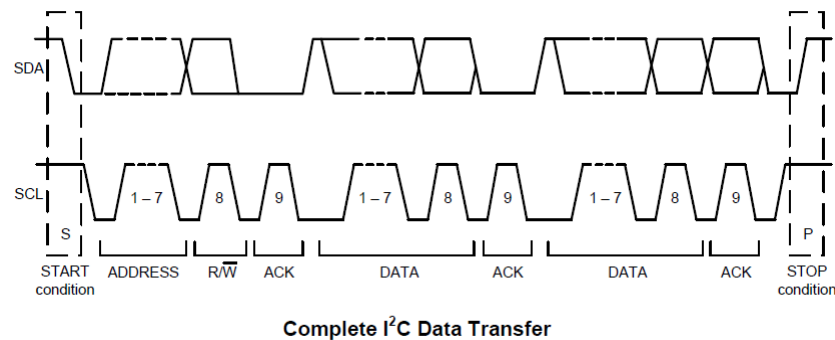 SDA
SCL
1 – 7 8 9 1 – 7 8 9 1 – 7 8 9
S P
START condition ADDRESS R/W̅ ACK DATA ACK DATA ACK STOP condition
Complete I²C Data Transfer